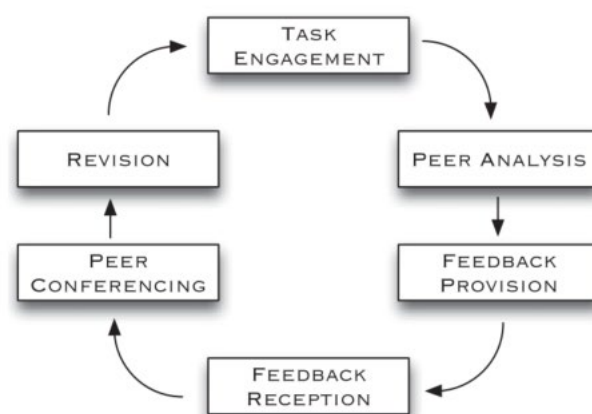 TASK
ENGAGEMENT
REVISION
PEER ANALYSIS
PEER
CONFERENCING
FEEDBACK
PROVISION
FEEDBACK
RECEPTION